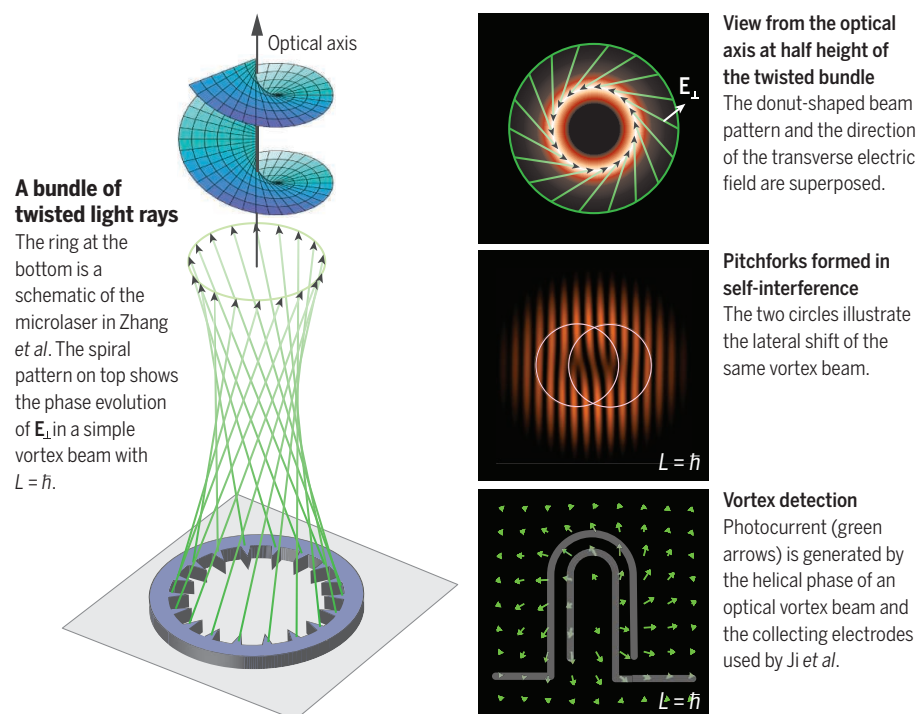 Optical axis
A bundle of
twisted light rays
The ring at the
bottom is a
schematic of the
microlaser in Zhang
et al. The spiral
pattern on top shows
the phase evolution
of E⊥ in a simple
vortex beam with
L = ħ.
E⊥
View from the optical
axis at half height of
the twisted bundle
The donut-shaped beam
pattern and the direction
of the transverse electric
field are superposed.
L = ħ
Pitchforks formed in
self-interference
The two circles illustrate
the lateral shift of the
same vortex beam.
L = ħ
Vortex detection
Photocurrent (green
arrows) is generated by
the helical phase of an
optical vortex beam and
the collecting electrodes
used by Ji et al.